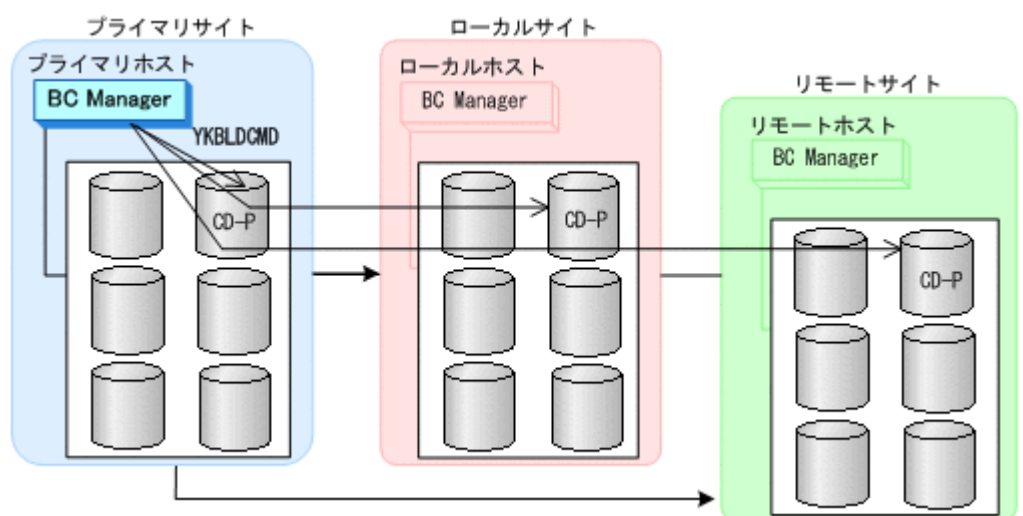 プライマリサイト
プライマリホスト
BC Manager
YKBLDCMD
CD-P
ローカルサイト
ローカルホスト
BC Manager
CD-P
リモートサイト
リモートホスト
BC Manager
CD-P